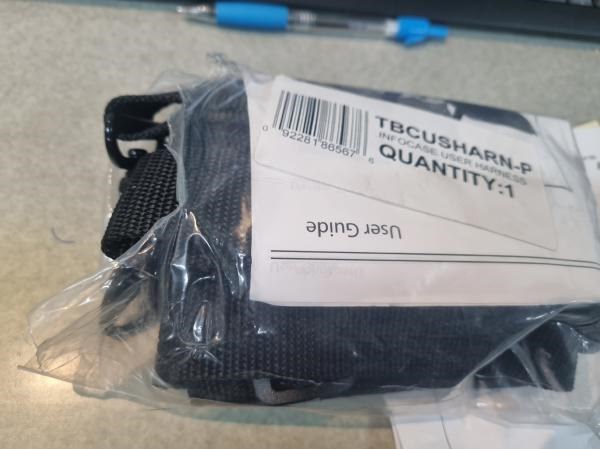 TBCUSHARN-P
INFOCASE USER HARNESS
QUANTITY:1
0 92281 86567 6
User Guide